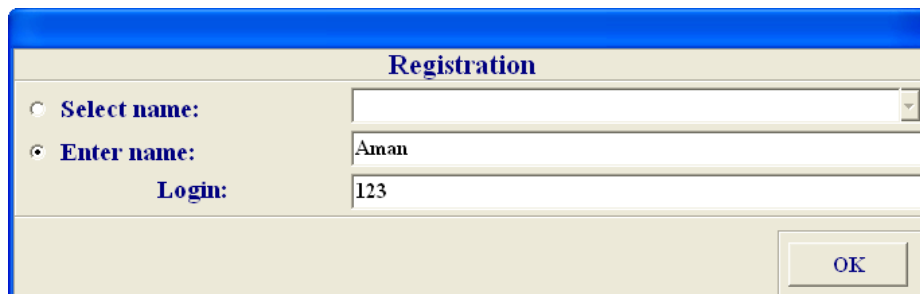 Registration
Select name:
Enter name: Aman
Login: 123
OK